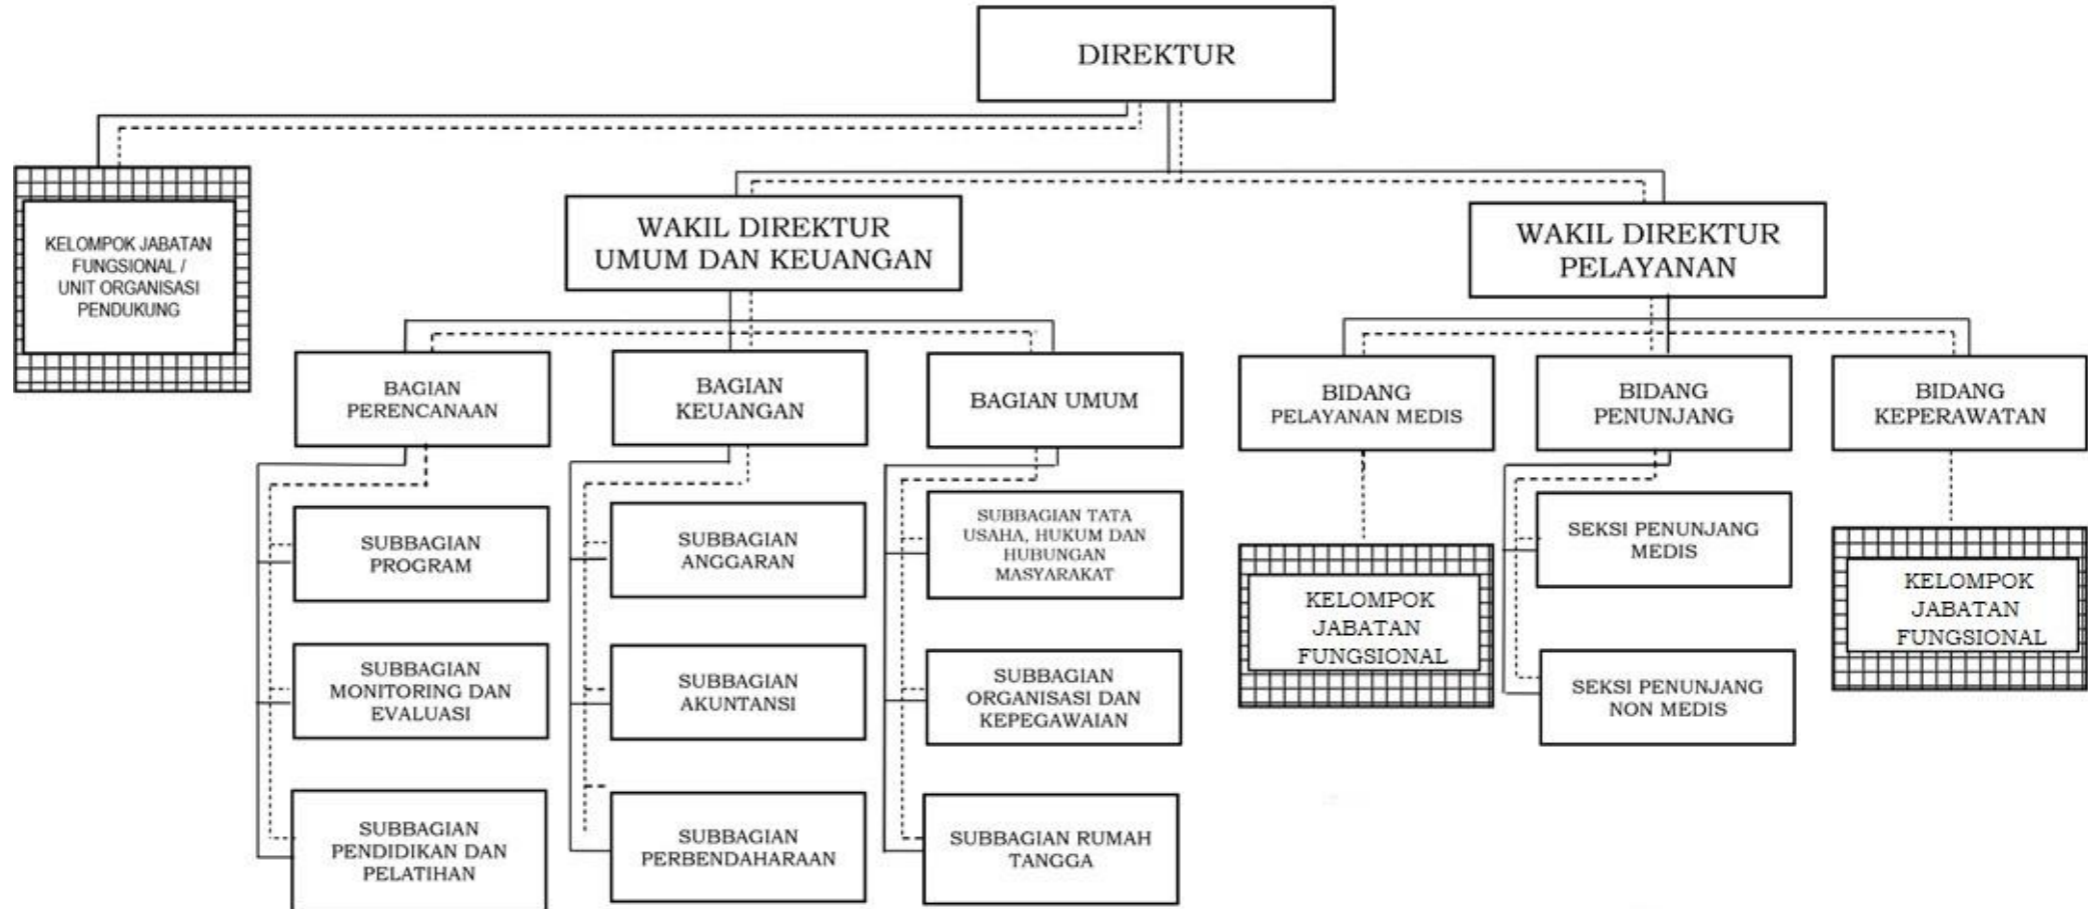 DIREKTUR
KELOMPOK JABATAN
FUNGSIONAL /
UNIT ORGANISASI
PENDUKUNG
WAKIL DIREKTUR
UMUM DAN KEUANGAN
WAKIL DIREKTUR
PELAYANAN
BAGIAN
PERENCANAAN
BAGIAN
KEUANGAN
BAGIAN UMUM
BIDANG
PELAYANAN MEDIS
BIDANG
PENUNJANG
BIDANG
KEPERAWATAN
SUBBAGIAN
PROGRAM
SUBBAGIAN
MONITORING DAN
EVALUASI
SUBBAGIAN
PENDIDIKAN DAN
PELATIHAN
SUBBAGIAN
ANGGARAN
SUBBAGIAN
AKUNTANSI
SUBBAGIAN
PERBENDAHARAAN
SUBBAGIAN TATA
USAHA, HUKUM DAN
HUBUNGAN
MASYARAKAT
SUBBAGIAN
ORGANISASI DAN
KEPEGAWAIAN
SUBBAGIAN RUMAH
TANGGA
KELOMPOK
JABATAN
FUNGSIONAL
SEKSI PENUNJANG
MEDIS
SEKSI PENUNJANG
NON MEDIS
KELOMPOK
JABATAN
FUNGSIONAL